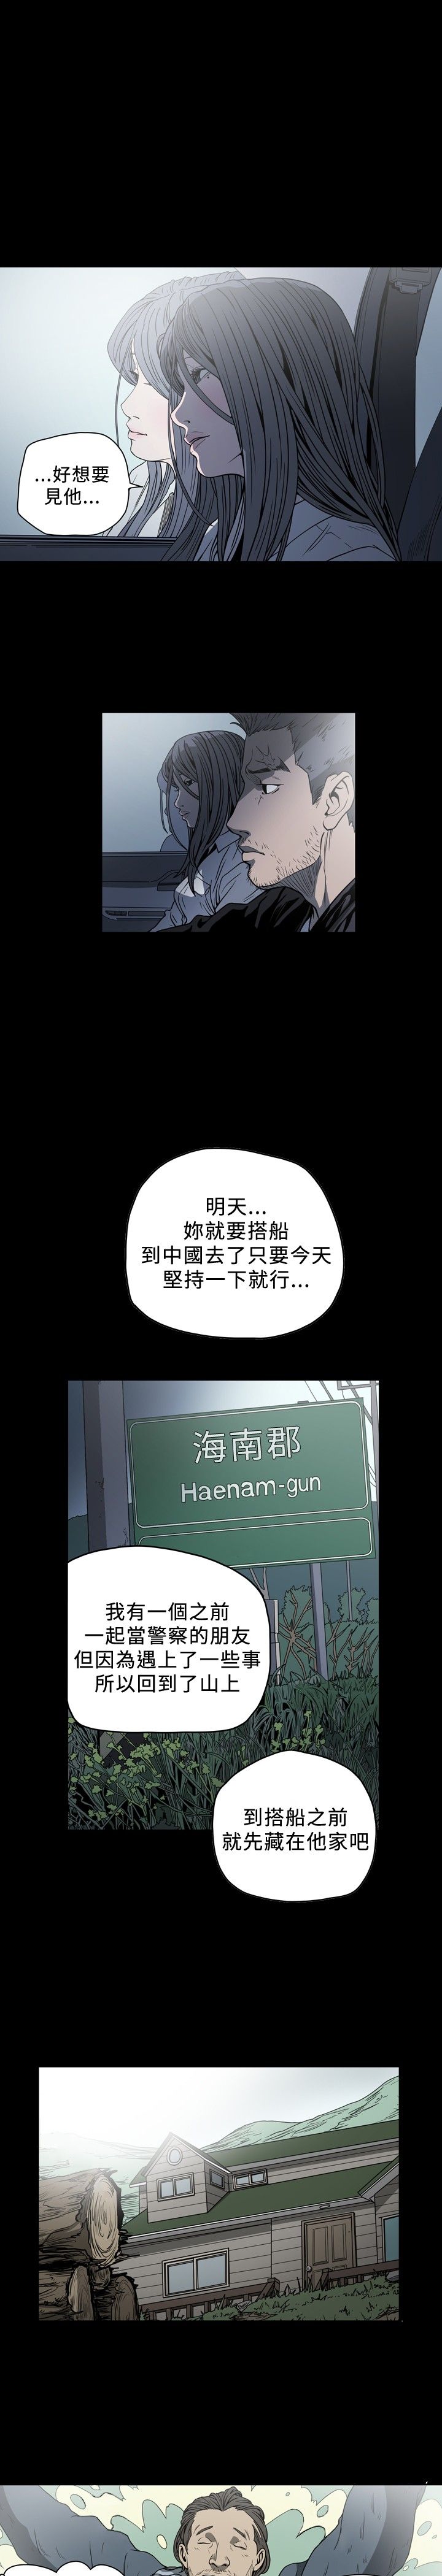 ...好想要
見他...
明天...
妳就要搭船
到中國去了只要今天
堅持一下就行...
海南郡
Haenam-gun
我有一個之前
一起當警察的朋友
但因為遇上了一些事
所以回到了山上
到搭船之前
就先藏在他家吧